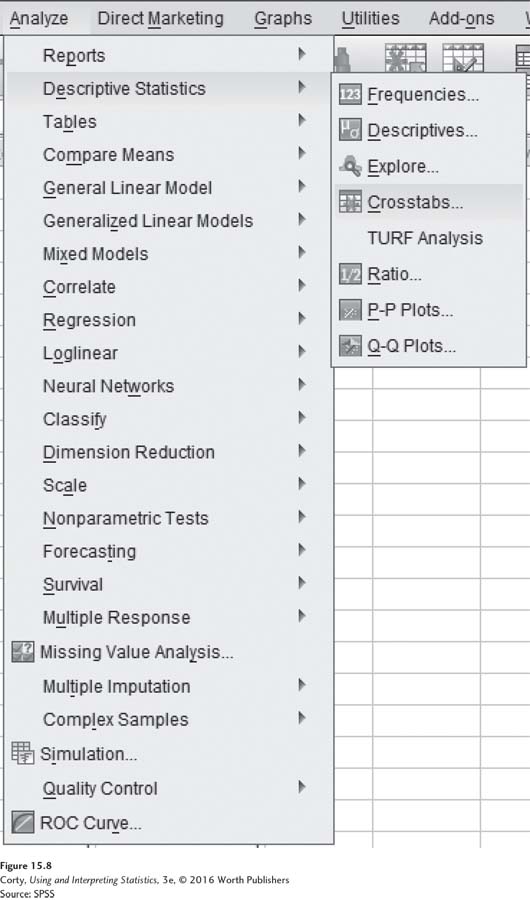 Analyze Direct Marketing Graphs Utilities Add-ons
Reports
Descriptive Statistics
Tables
Compare Means
General Linear Model
Generalized Linear Models
Mixed Models
Correlate
Regression
Loglinear
Neural Networks
Classify
Dimension Reduction
Scale
Nonparametric Tests
Forecasting
Survival
Multiple Response
Missing Value Analysis...
Multiple Imputation
Complex Samples
Simulation...
Quality Control
ROC Curve...
123 Frequencies...
Descriptives...
Explore...
Crosstabs...
TURF Analysis
1/2 Ratio...
P-P Plots...
Q-Q Plots...
Figure 15.8
Corty, Using and Interpreting Statistics, 3e, © 2016 Worth Publishers
Source: SPSS